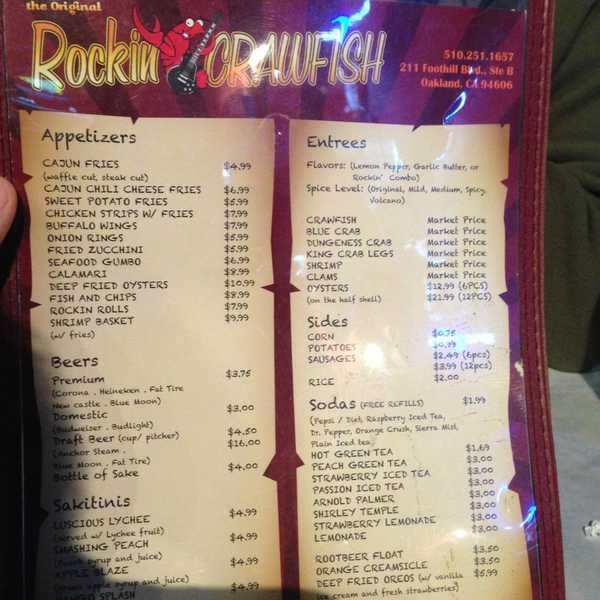 the Original
Rockin CRAWFISH
510.251.1657
211 Foothill Blvd., Ste B
Oakland, CA 94606
Appetizers
CAJUN FRIES $4.99
(waffle cut, steak cut)
CAJUN CHILI CHEESE FRIES $6.99
SWEET POTATO FRIES $5.99
CHICKEN STRIPS W/ FRIES $7.99
BUFFALO WINGS $7.99
ONION RINGS $5.99
FRIED ZUCCHINI $5.99
SEAFOOD GUMBO $6.99
CALAMARI $8.99
DEEP FRIED OYSTERS $10.99
FISH AND CHIPS $8.99
ROCKIN ROLLS $7.99
SHRIMP BASKET $9.99
(w/ fries)
Beers
Premium $3.75
(Corona . Heineken . Fat Tire
New castle . Blue Moon)
Domestic $3.00
(Budweiser . Budlight)
Draft Beer (cup/ pitcher) $4.50
(Anchor Steam . $16.00
Blue Moon . Fat Tire)
Bottle of Sake $4.00
Sakitinis
LUSCIOUS LYCHEE $4.99
(served w/ Lychee fruit)
SMASHING PEACH $4.99
(Peach syrup and juice)
APPLE BLAZE $4.99
syrup and juice)
SPLASH $4.99
Entrees
Flavors: (Lemon Pepper, Garlic Butter, or
Rockin' Combo)
Spice Level: (Original, Mild, Medium, Spicy,
Volcano)
CRAWFISH Market Price
BLUE CRAB Market Price
DUNGENESS CRAB Market Price
KING CRAB LEGS Market Price
SHRIMP Market Price
CLAMS Market Price
OYSTERS $12.99 (6PCS)
(on the half shell) $21.99 (12PCS)
Sides
CORN $0.75
POTATOES $0.99
SAUSAGES $2.49 (6pcs)
$3.99 (12pcs)
RICE $2.00
Sodas (FREE REFILLS) $1.99
(Pepsi / Diet, Raspberry Iced Tea,
Dr. Pepper, Orange Crush, Sierra Mist,
Plain Iced tea)
HOT GREEN TEA $1.69
PEACH GREEN TEA $3.00
STRAWBERRY ICED TEA $3.00
PASSION ICED TEA $3.00
ARNOLD PALMER $3.00
SHIRLEY TEMPLE $3.00
STRAWBERRY LEMONADE $3.00
LEMONADE $3.00
ROOTBEER FLOAT $3.50
ORANGE CREAMSICLE $3.50
DEEP FRIED OREOS (w/ vanilla $5.99
ice cream and fresh strawberries)